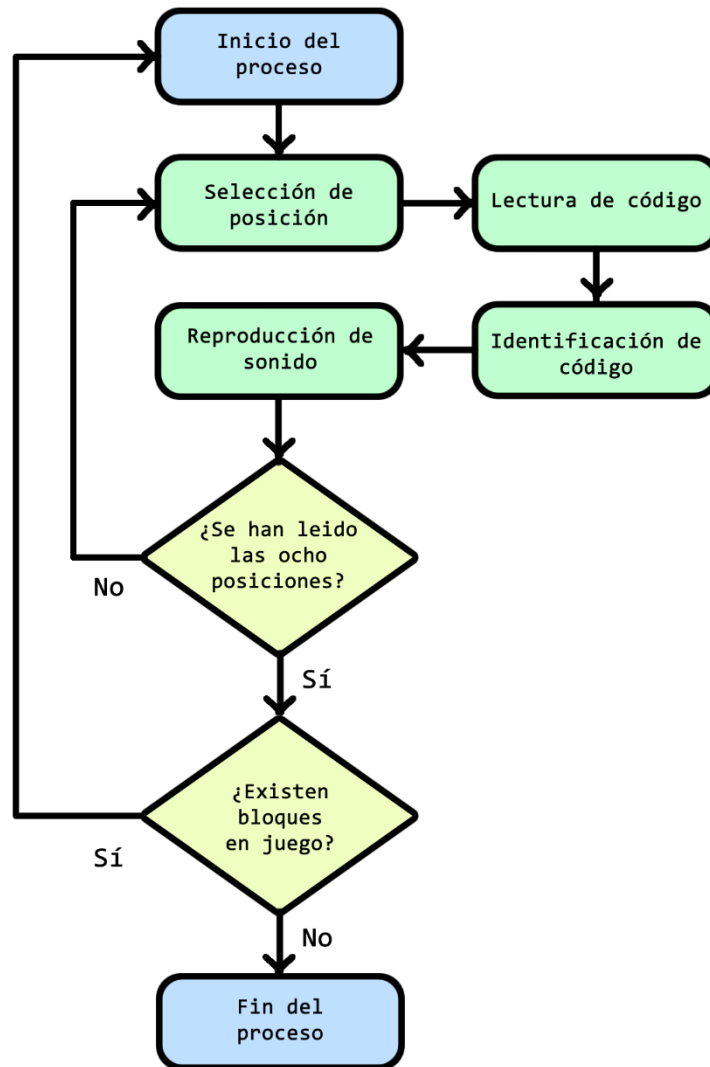 Inicio del
proceso
Selección de
posición
Lectura de código
Identificación de
código
Reproducción de
sonido
¿Se han leido
las ocho
posiciones?
No
Sí
¿Existen
bloques
en juego?
Sí
No
Fin del
proceso